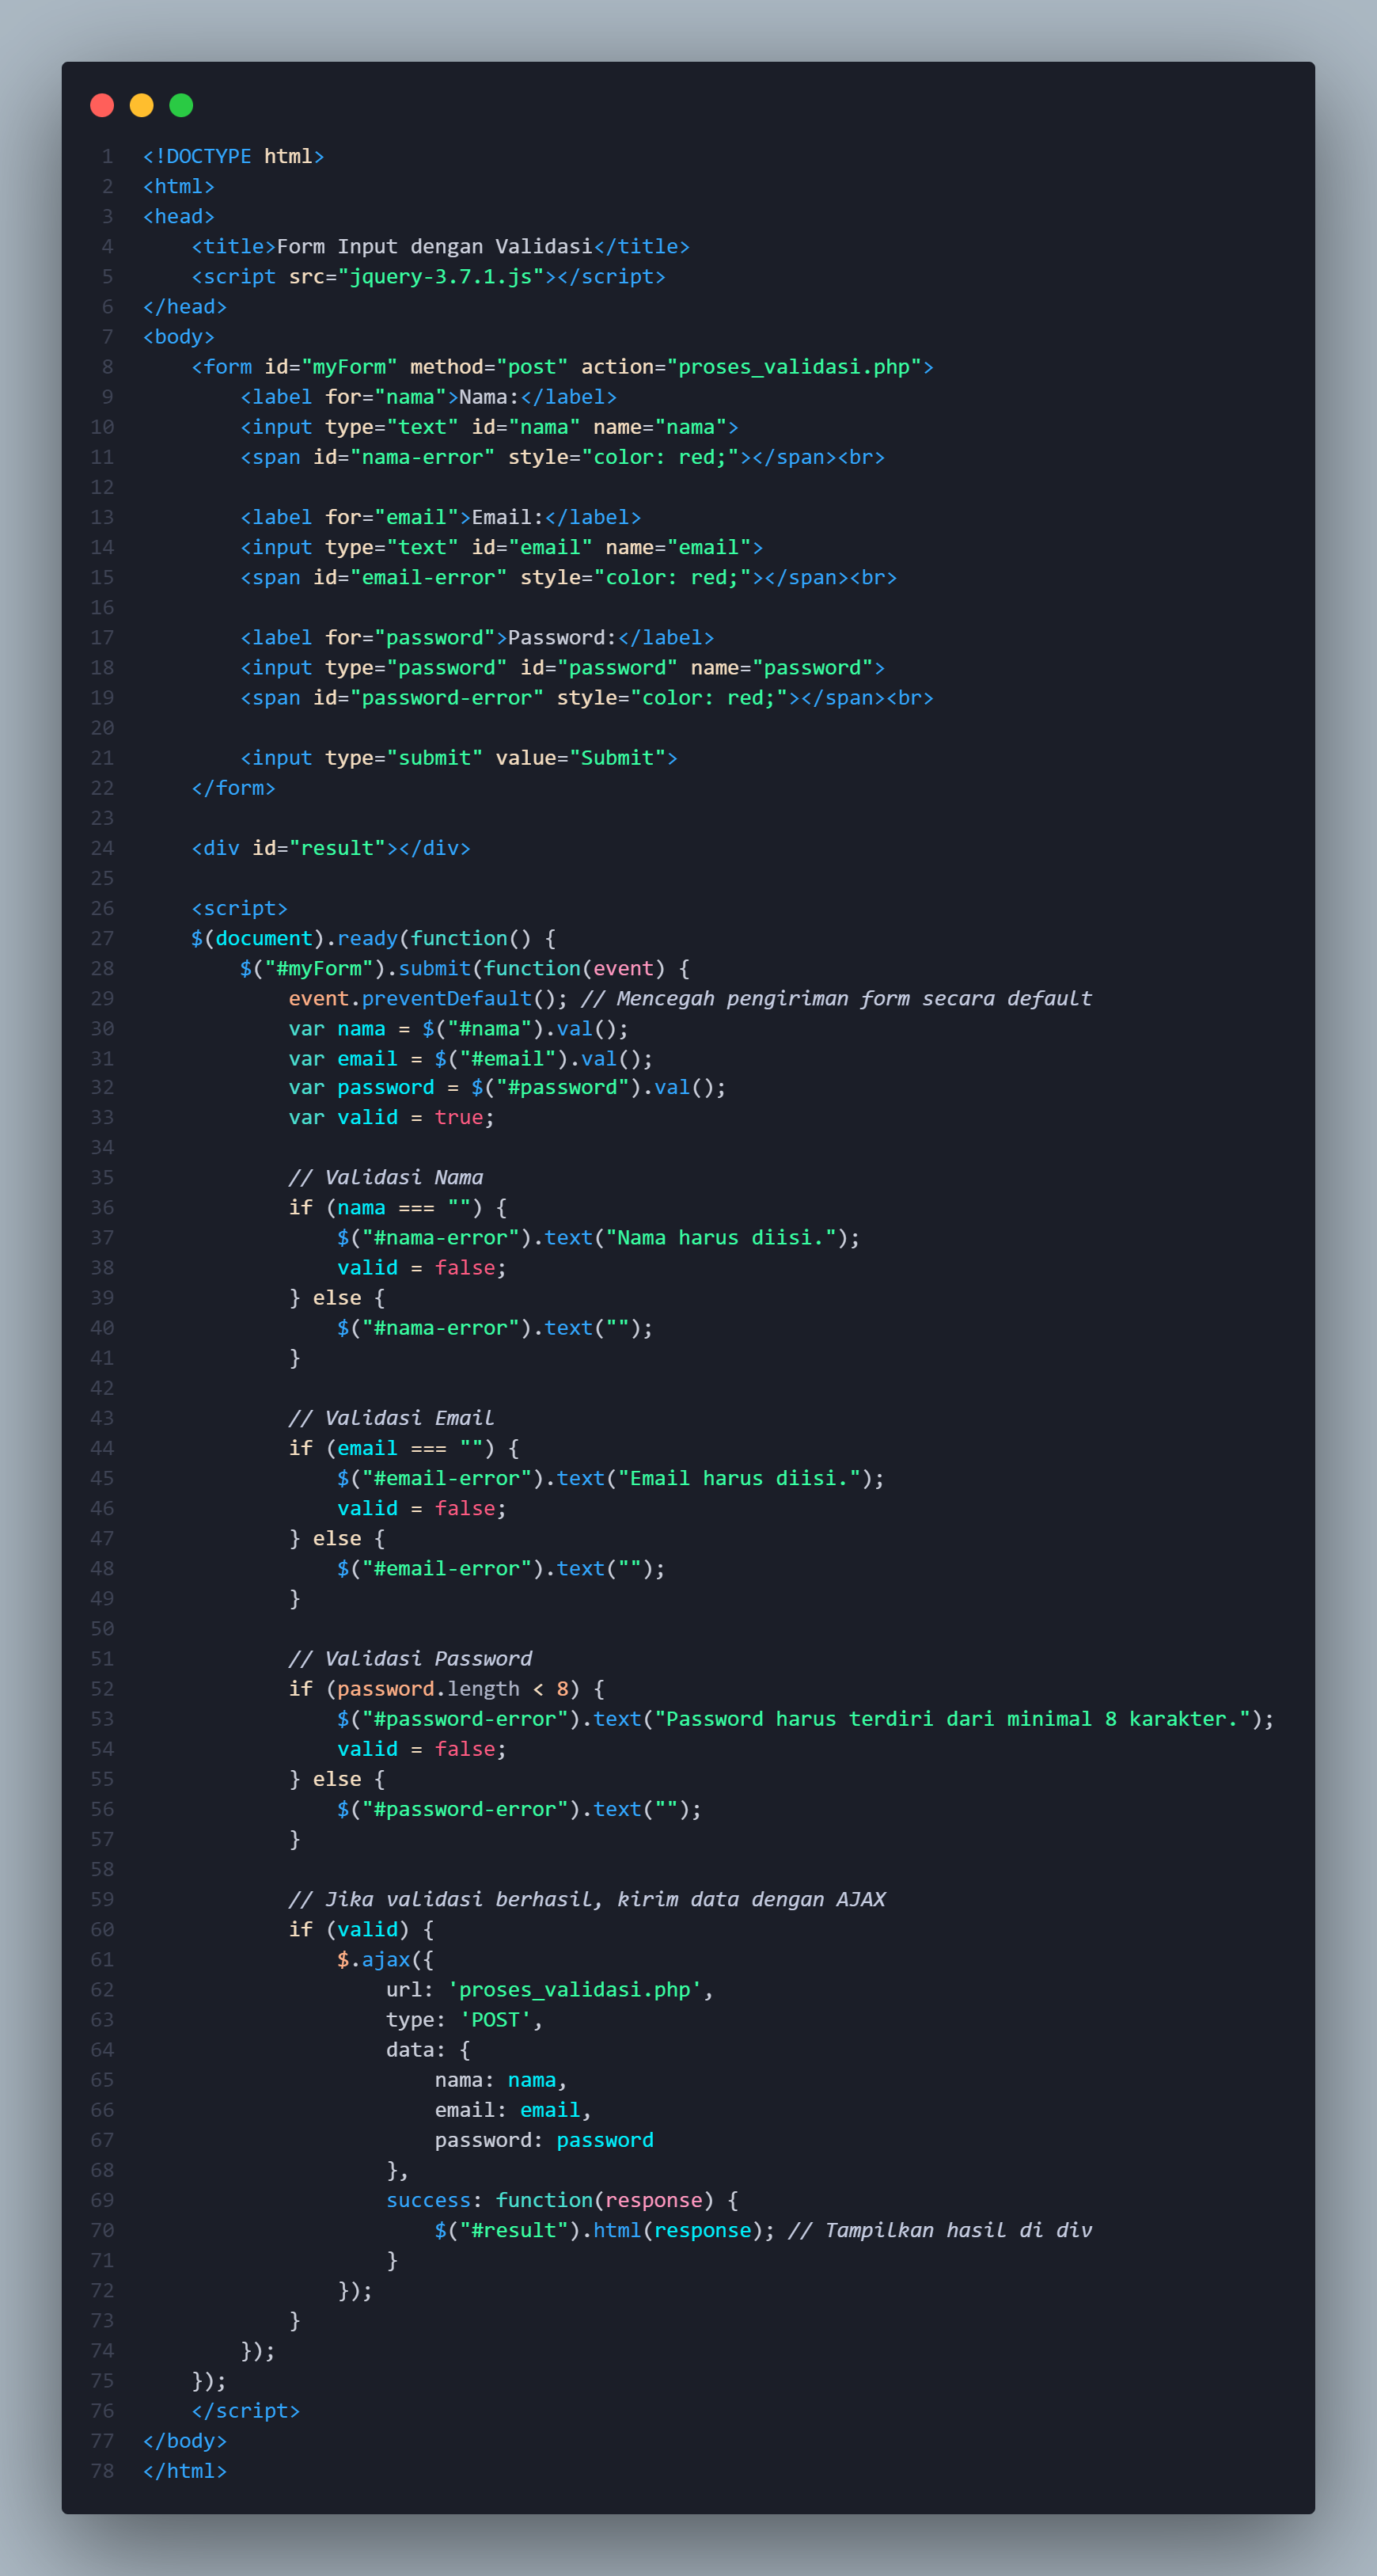 1 <!DOCTYPE html>
2 <html>
3 <head>
4     <title>Form Input dengan Validasi</title>
5     <script src="jquery-3.7.1.js"></script>
6 </head>
7 <body>
8     <form id="myForm" method="post" action="proses_validasi.php">
9         <label for="nama">Nama:</label>
10         <input type="text" id="nama" name="nama">
11         <span id="nama-error" style="color: red;"></span><br>
12
13         <label for="email">Email:</label>
14         <input type="text" id="email" name="email">
15         <span id="email-error" style="color: red;"></span><br>
16
17         <label for="password">Password:</label>
18         <input type="password" id="password" name="password">
19         <span id="password-error" style="color: red;"></span><br>
20
21         <input type="submit" value="Submit">
22     </form>
23
24     <div id="result"></div>
25
26     <script>
27     $(document).ready(function() {
28         $("#myForm").submit(function(event) {
29             event.preventDefault(); // Mencegah pengiriman form secara default
30             var nama = $("#nama").val();
31             var email = $("#email").val();
32             var password = $("#password").val();
33             var valid = true;
34
35             // Validasi Nama
36             if (nama === "") {
37                 $("#nama-error").text("Nama harus diisi.");
38                 valid = false;
39             } else {
40                 $("#nama-error").text("");
41             }
42
43             // Validasi Email
44             if (email === "") {
45                 $("#email-error").text("Email harus diisi.");
46                 valid = false;
47             } else {
48                 $("#email-error").text("");
49             }
50
51             // Validasi Password
52             if (password.length < 8) {
53                 $("#password-error").text("Password harus terdiri dari minimal 8 karakter.");
54                 valid = false;
55             } else {
56                 $("#password-error").text("");
57             }
58
59             // Jika validasi berhasil, kirim data dengan AJAX
60             if (valid) {
61                 $.ajax({
62                     url: 'proses_validasi.php',
63                     type: 'POST',
64                     data: {
65                         nama: nama,
66                         email: email,
67                         password: password
68                     },
69                     success: function(response) {
70                         $("#result").html(response); // Tampilkan hasil di div
71                     }
72                 });
73             }
74         });
75     });
76     </script>
77 </body>
78 </html>